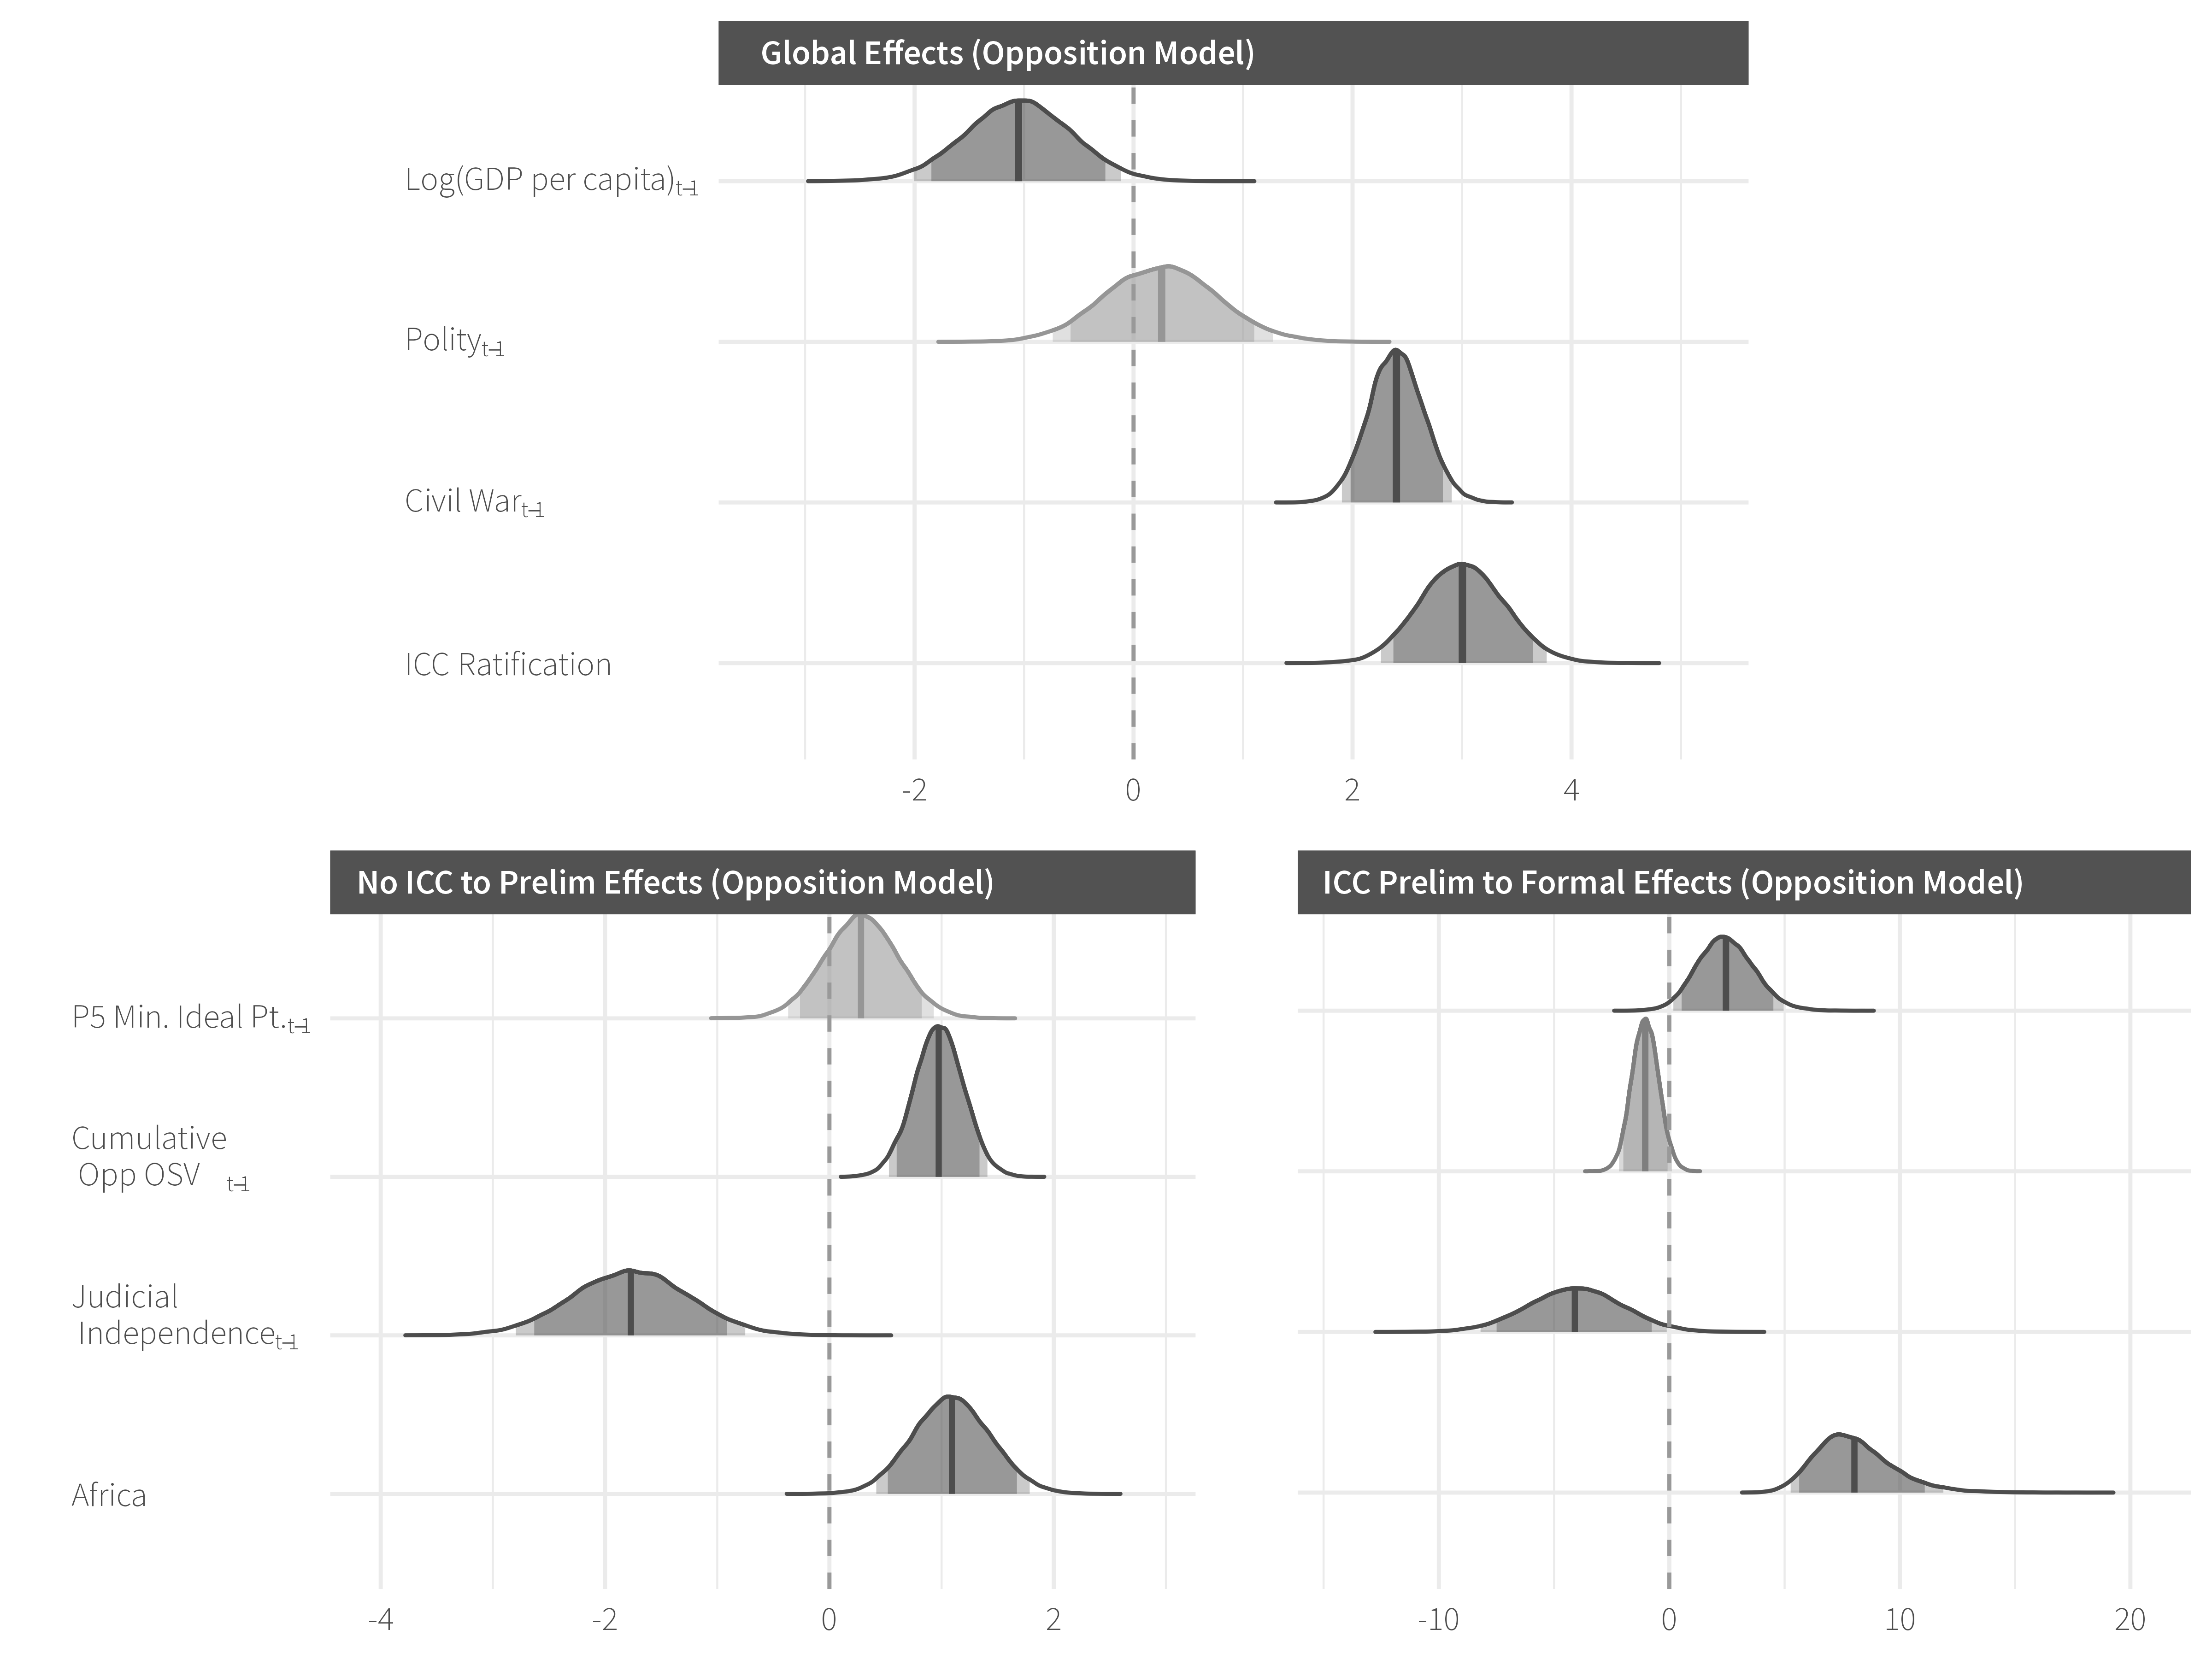 Global Effects (Opposition Model)
Log(GDP per capita)t–1
Polityt–1
Civil Wart–1
ICC Ratification
-2 0 2 4
No ICC to Prelim Effects (Opposition Model)
ICC Prelim to Formal Effects (Opposition Model)
P5 Min. Ideal Pt.t–1
Cumulative
Opp OSV t–1
Judicial
Independencet–1
Africa
-4 -2 0 2
-10 0 10 20